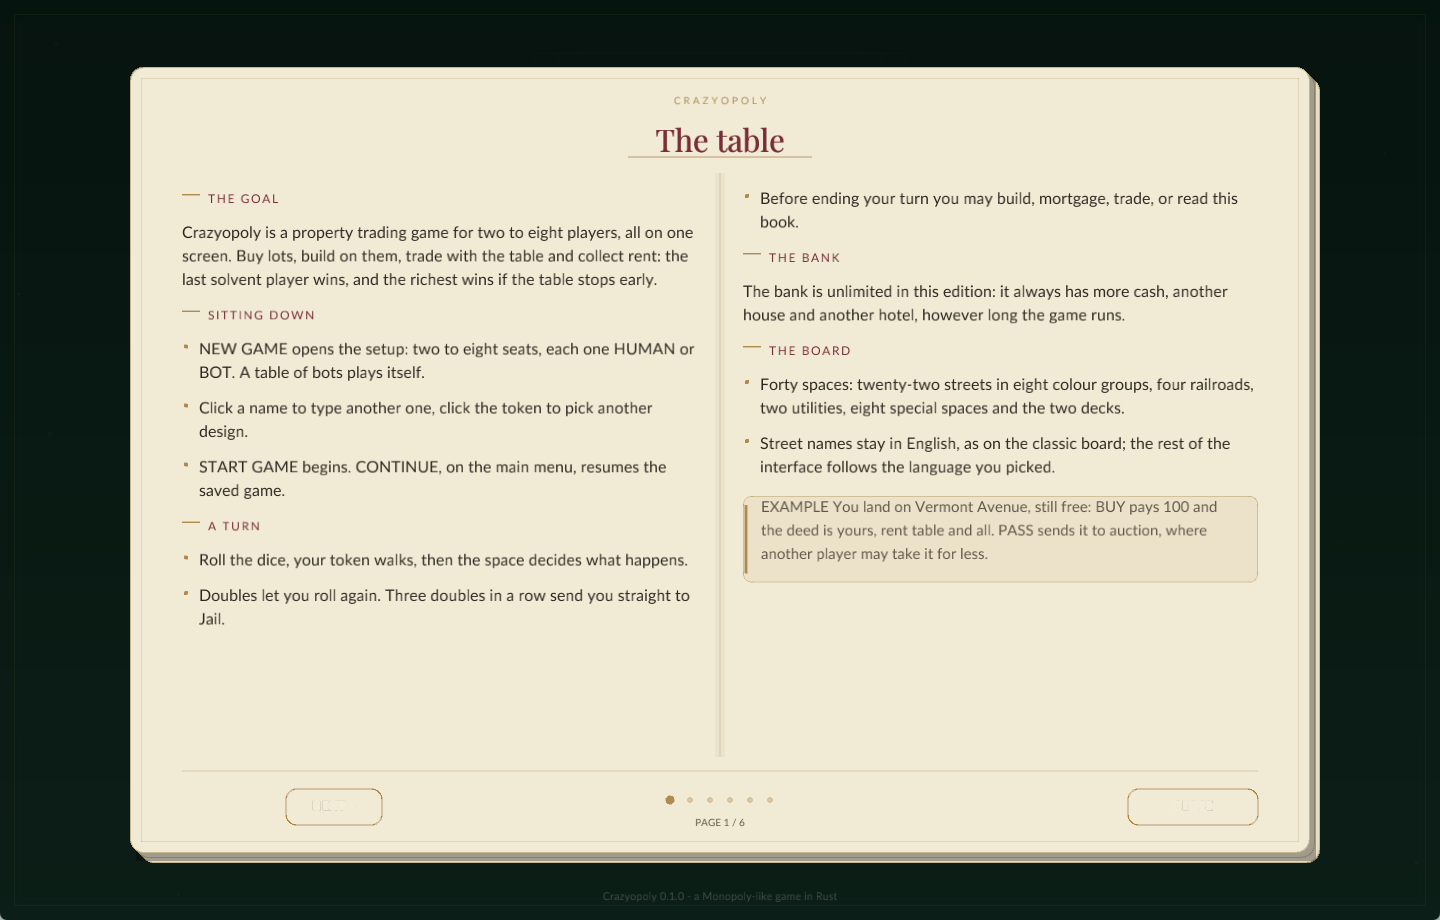 CRAZYOPOLY
The table
THE GOAL
Crazyopoly is a property trading game for two to eight players, all on one
screen. Buy lots, build on them, trade with the table and collect rent: the
last solvent player wins, and the richest wins if the table stops early.
SITTING DOWN
NEW GAME opens the setup: two to eight seats, each one HUMAN or
BOT. A table of bots plays itself.
Click a name to type another one, click the token to pick another
design.
START GAME begins. CONTINUE, on the main menu, resumes the
saved game.
A TURN
Roll the dice, your token walks, then the space decides what happens.
Doubles let you roll again. Three doubles in a row send you straight to
Jail.
Before ending your turn you may build, mortgage, trade, or read this
book.
THE BANK
The bank is unlimited in this edition: it always has more cash, another
house and another hotel, however long the game runs.
THE BOARD
Forty spaces: twenty-two streets in eight colour groups, four railroads,
two utilities, eight special spaces and the two decks.
Street names stay in English, as on the classic board; the rest of the
interface follows the language you picked.
EXAMPLE You land on Vermont Avenue, still free: BUY pays 100 and
the deed is yours, rent table and all. PASS sends it to auction, where
another player may take it for less.
PAGE 1 / 6
Crazyopoly 0.1.0 - a Monopoly-like game in Rust